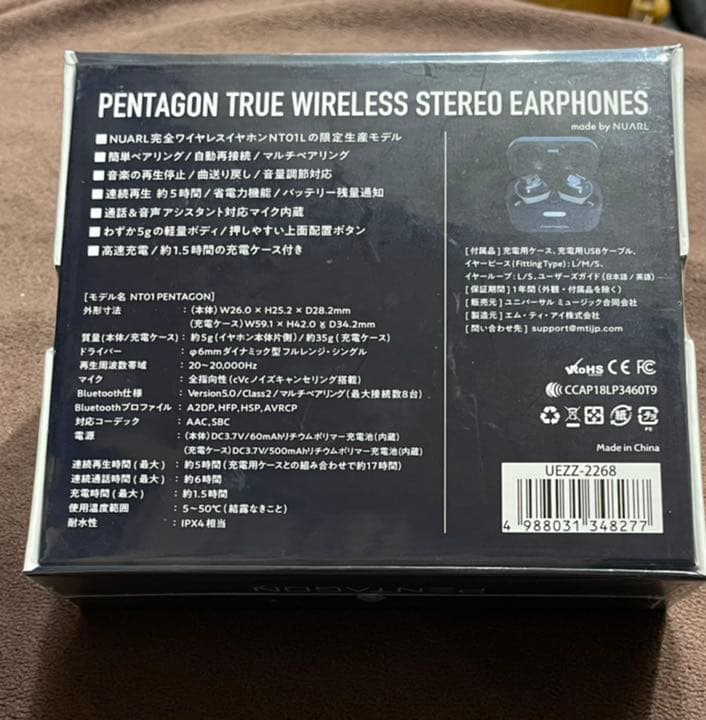 PENTAGON TRUE WIRELESS STEREO EARPHONES
made by NUARL
■NUARL完全ワイヤレスイヤホンNT01Lの限定生産モデル
■簡単ペアリング/自動再接続/マルチペアリング
■音楽の再生停止/曲送り戻し/音量調節対応
■連続再生 約5時間/省電力機能/バッテリー残量通知
■通話&音声アシスタント対応マイク内蔵
■わずか5gの軽量ボディ/押しやすい上面配置ボタン
■高速充電/約1.5時間の充電ケース付き
[モデル名 NT01 PENTAGON]
外形寸法 :(本体)W26.0 × H25.2 × D28.2mm
(充電ケース)W59.1 × H42.0 × D34.2mm
質量(本体/充電ケース):約5g(イヤホン本体片側)/約35g(充電ケース)
ドライバー :φ6mmダイナミック型フルレンジ・シングル
再生周波数帯域 :20〜20,000Hz
マイク :全指向性(cVcノイズキャンセリング搭載)
Bluetooth仕様 :Version5.0/Class2/マルチペアリング(最大接続数8台)
Bluetoothプロファイル:A2DP,HFP,HSP,AVRCP
対応コーデック :AAC,SBC
電源 :(本体)DC3.7V/60mAhリチウムポリマー充電池(内蔵)
(充電ケース)DC3.7V/500mAhリチウムポリマー充電池(内蔵)
連続再生時間(最大) :約5時間(充電用ケースとの組み合わせで約17時間)
連続通話時間(最大) :約6時間
充電時間(最大) :約1.5時間
使用温度範囲 :5〜50℃(結露なきこと)
耐水性 :IPX4相当
[付属品]充電用ケース、充電用USBケーブル、
イヤーピース(Fitting Type):L/M/S、
イヤーループ:L/S、ユーザーズガイド(日本語/英語)
[保証期間]1年間(外観・付属品を除く)
[販売元]ユニバーサル ミュージック合同会社
[製造元]エム・ティ・アイ株式会社
[問い合わせ先] support@mtijp.com
RoHS CE FC
CCAP18LP3460T9
紙 プラ
PE
Made in China
UEZZ-2268
4 988031 348277
PENTAGON